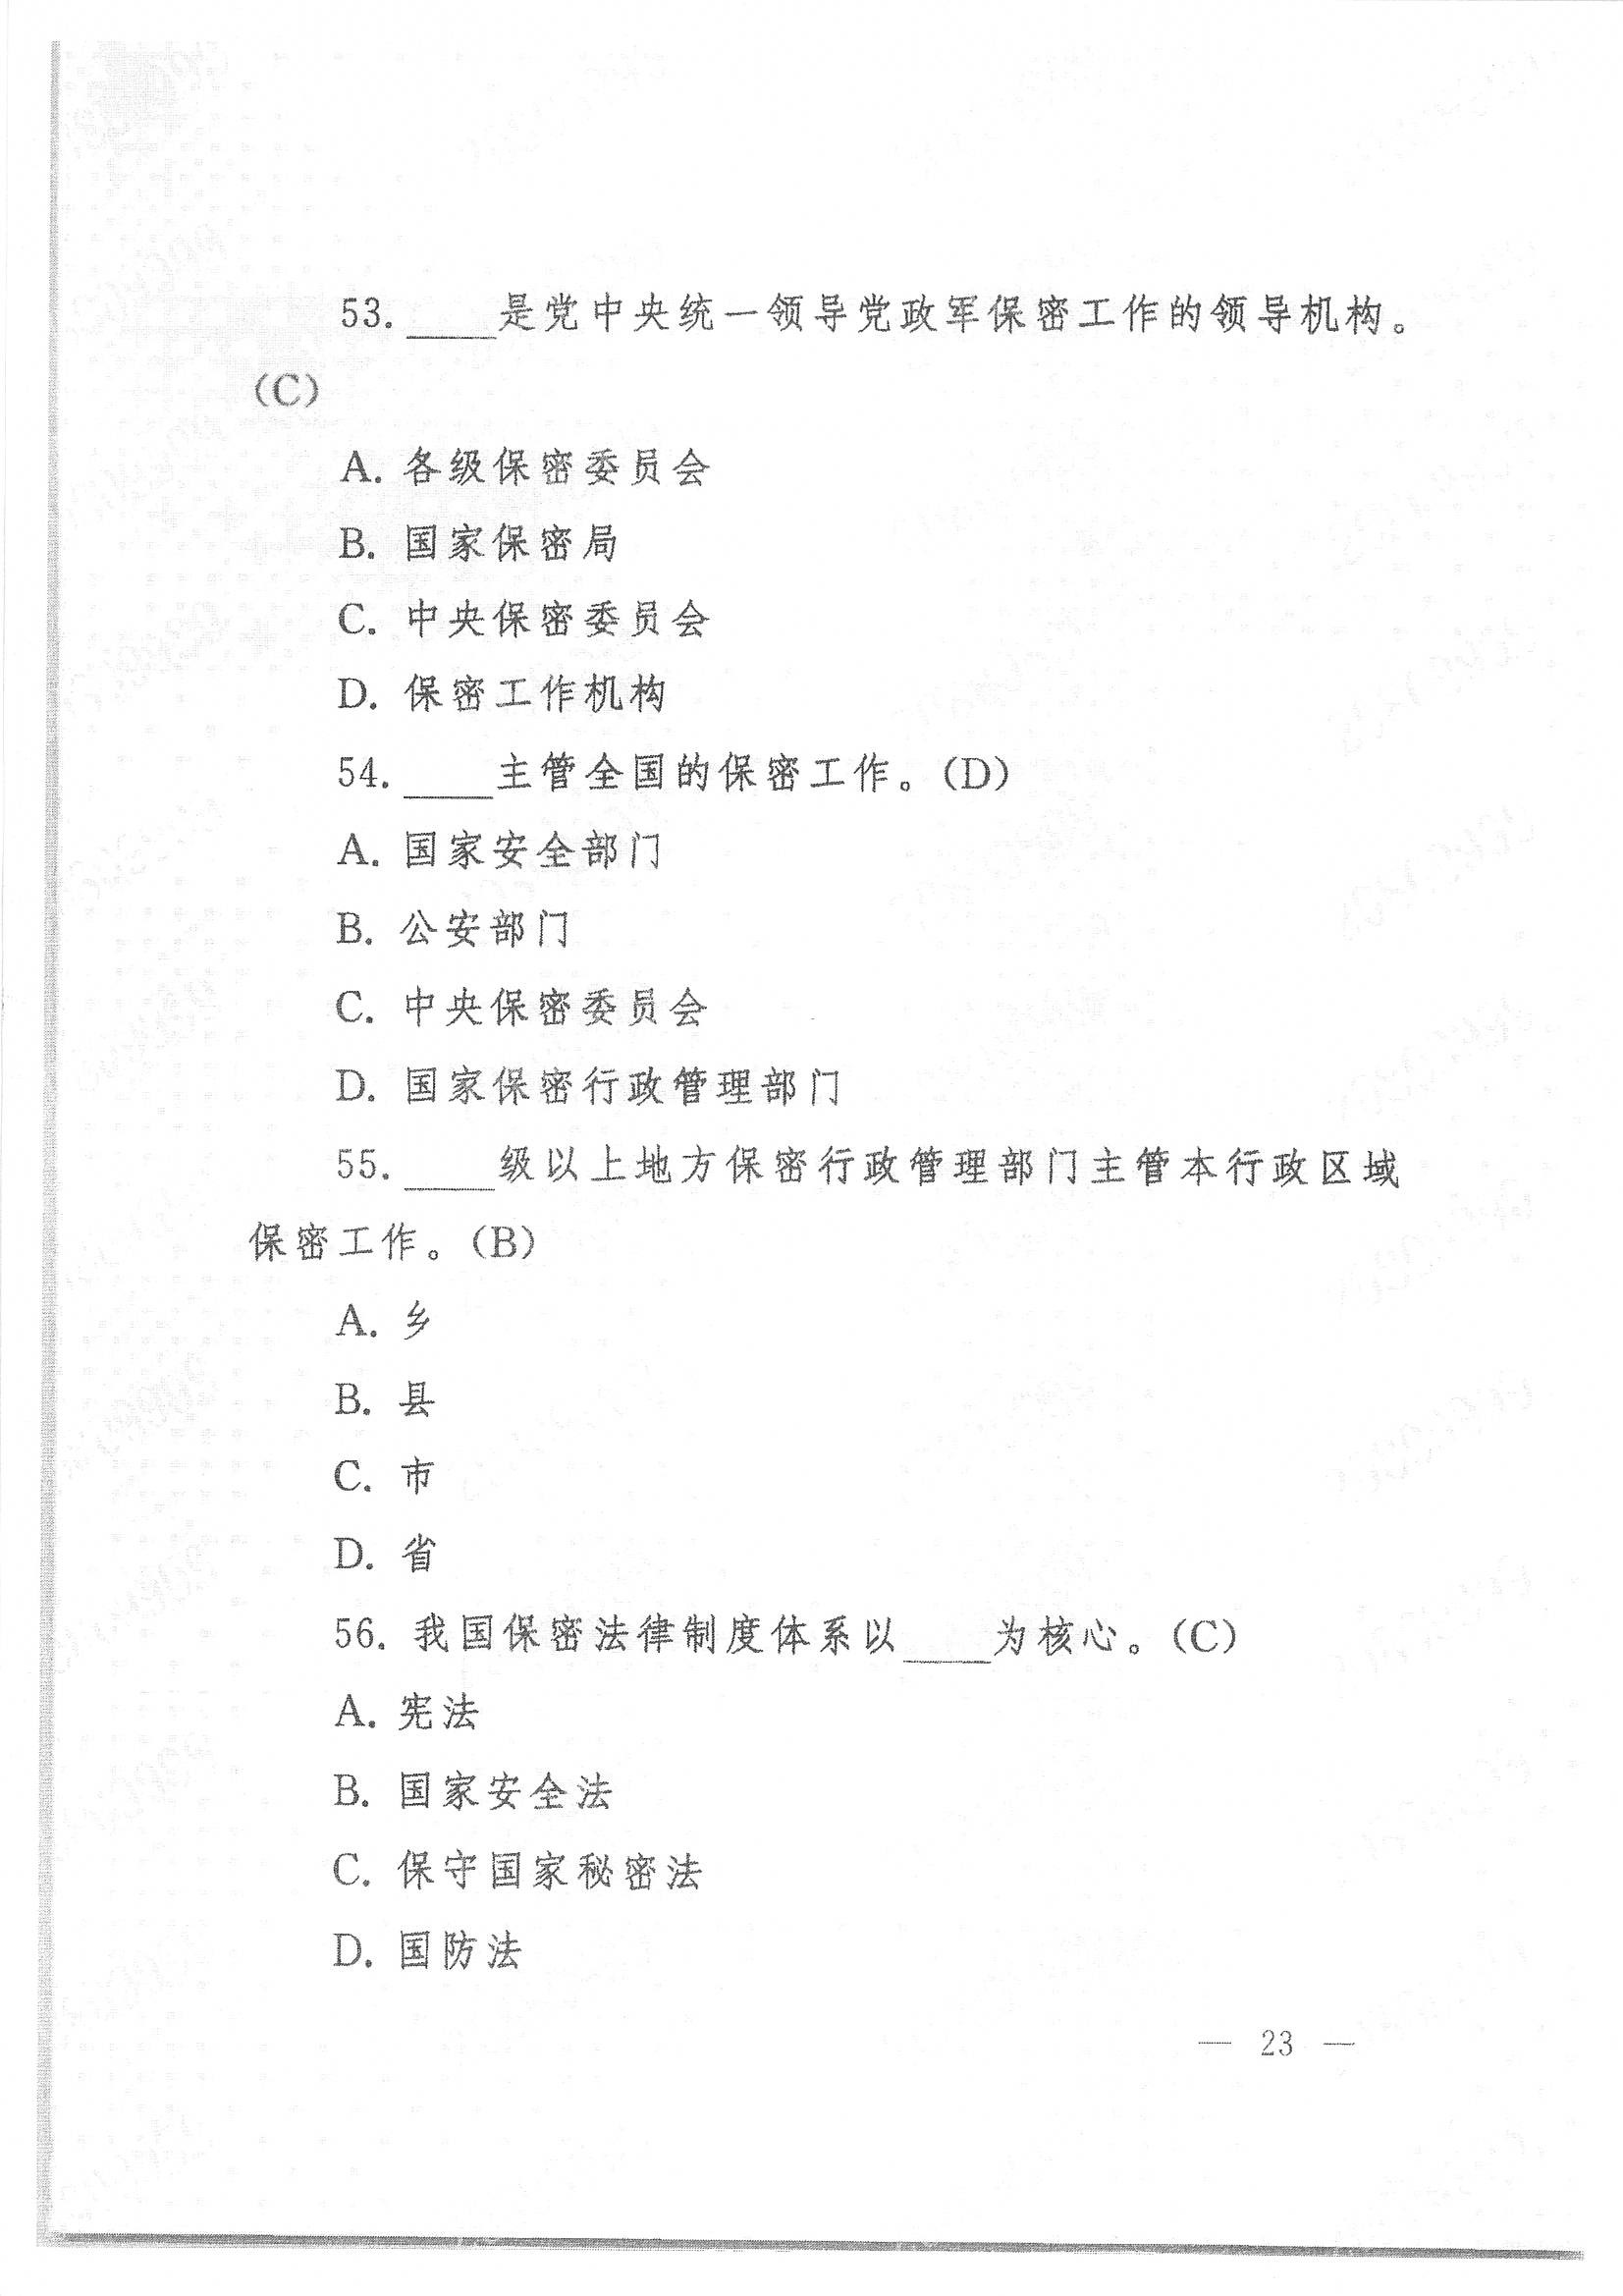 53. ____是党中央统一领导党政军保密工作的领导机构。
(C)
A. 各级保密委员会
B. 国家保密局
C. 中央保密委员会
D. 保密工作机构
54. ____主管全国的保密工作。(D)
A. 国家安全部门
B. 公安部门
C. 中央保密委员会
D. 国家保密行政管理部门
55. ____级以上地方保密行政管理部门主管本行政区域
保密工作。(B)
A. 乡
B. 县
C. 市
D. 省
56. 我国保密法律制度体系以____为核心。(C)
A. 宪法
B. 国家安全法
C. 保守国家秘密法
D. 国防法
— 23 —